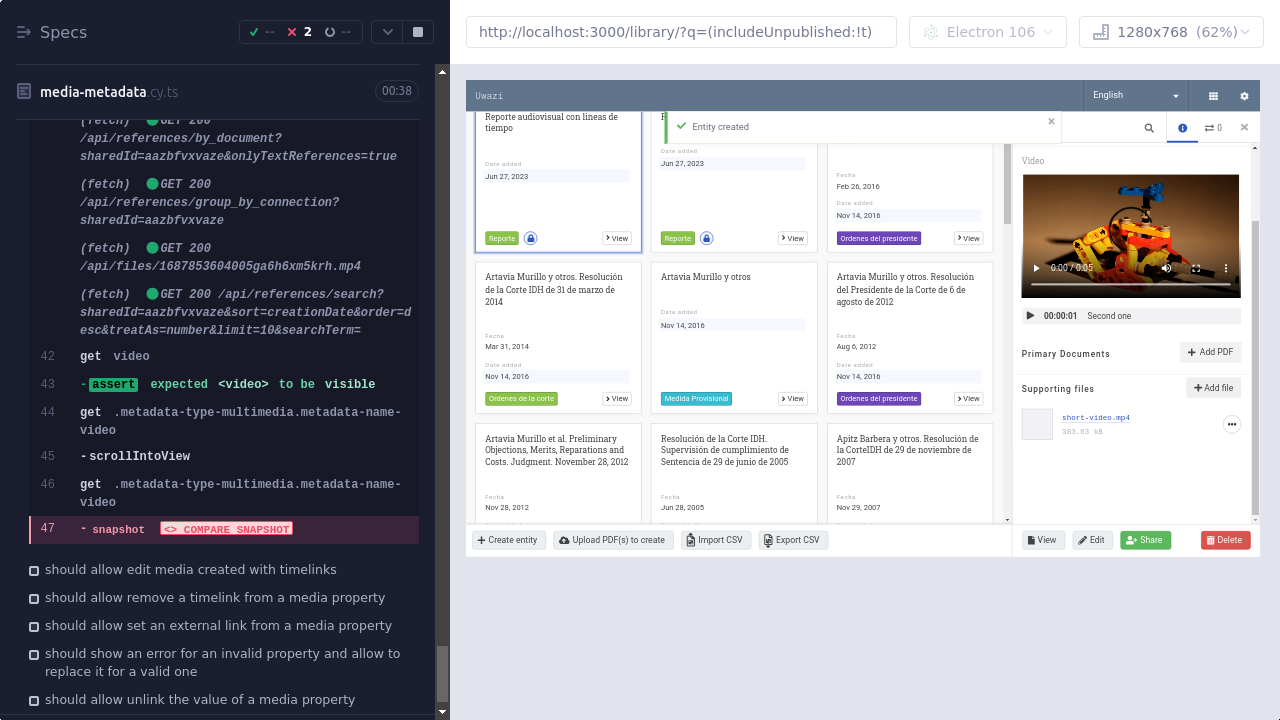 Specs
--
2
--
media-metadata.cy.ts
00:38
(fetch) GET 200
/api/references/by_document?
sharedId=aazbfvxvaze&onlyTextReferences=true
(fetch) GET 200
/api/references/group_by_connection?
sharedId=aazbfvxvaze
(fetch) GET 200
/api/files/1687853604005ga6h6xm5krh.mp4
(fetch) GET 200 /api/references/search?
sharedId=aazbfvxvaze&sort=creationDate&order=d
esc&treatAs=number&limit=10&searchTerm=
42 get video
43 -assert expected <video> to be visible
44 get .metadata-type-multimedia.metadata-name-
video
45 -scrollIntoView
46 get .metadata-type-multimedia.metadata-name-
video
47 - snapshot <> COMPARE SNAPSHOT
should allow edit media created with timelinks
should allow remove a timelink from a media property
should allow set an external link from a media property
should show an error for an invalid property and allow to
replace it for a valid one
should allow unlink the value of a media property
http://localhost:3000/library/?q=(includeUnpublished:!t)
Electron 106
1280x768 (62%)
Uwazi
English
Entity created
×
0
Reporte audiovisual con lineas de
tiempo
Date added
Jun 27, 2023
Reporte
View
Date added
Jun 27, 2023
Reporte
View
Fecha
Feb 26, 2016
Date added
Nov 14, 2016
Ordenes del presidente
View
Artavia Murillo y otros. Resolución
de la Corte IDH de 31 de marzo de
2014
Fecha
Mar 31, 2014
Date added
Nov 14, 2016
Ordenes de la corte
View
Artavia Murillo y otros
Date added
Nov 14, 2016
Medida Provisional
View
Artavia Murillo y otros. Resolución
del Presidente de la Corte de 6 de
agosto de 2012
Fecha
Aug 6, 2012
Date added
Nov 14, 2016
Ordenes del presidente
View
Artavia Murillo et al. Preliminary
Objections, Merits, Reparations and
Costs. Judgment. November 28, 2012
Fecha
Nov 28, 2012
Resolución de la Corte IDH.
Supervisión de cumplimiento de
Sentencia de 29 de junio de 2005
Fecha
Jun 28, 2005
Apitz Barbera y otros. Resolución de
la CorteIDH de 29 de noviembre de
2007
Fecha
Nov 29, 2007
Create entity
Upload PDF(s) to create
Import CSV
Export CSV
Video
0:00 / 0:05
00:00:01 Second one
Primary Documents
Add PDF
Supporting files
Add file
short-video.mp4
303.63 kB
View
Edit
Share
Delete